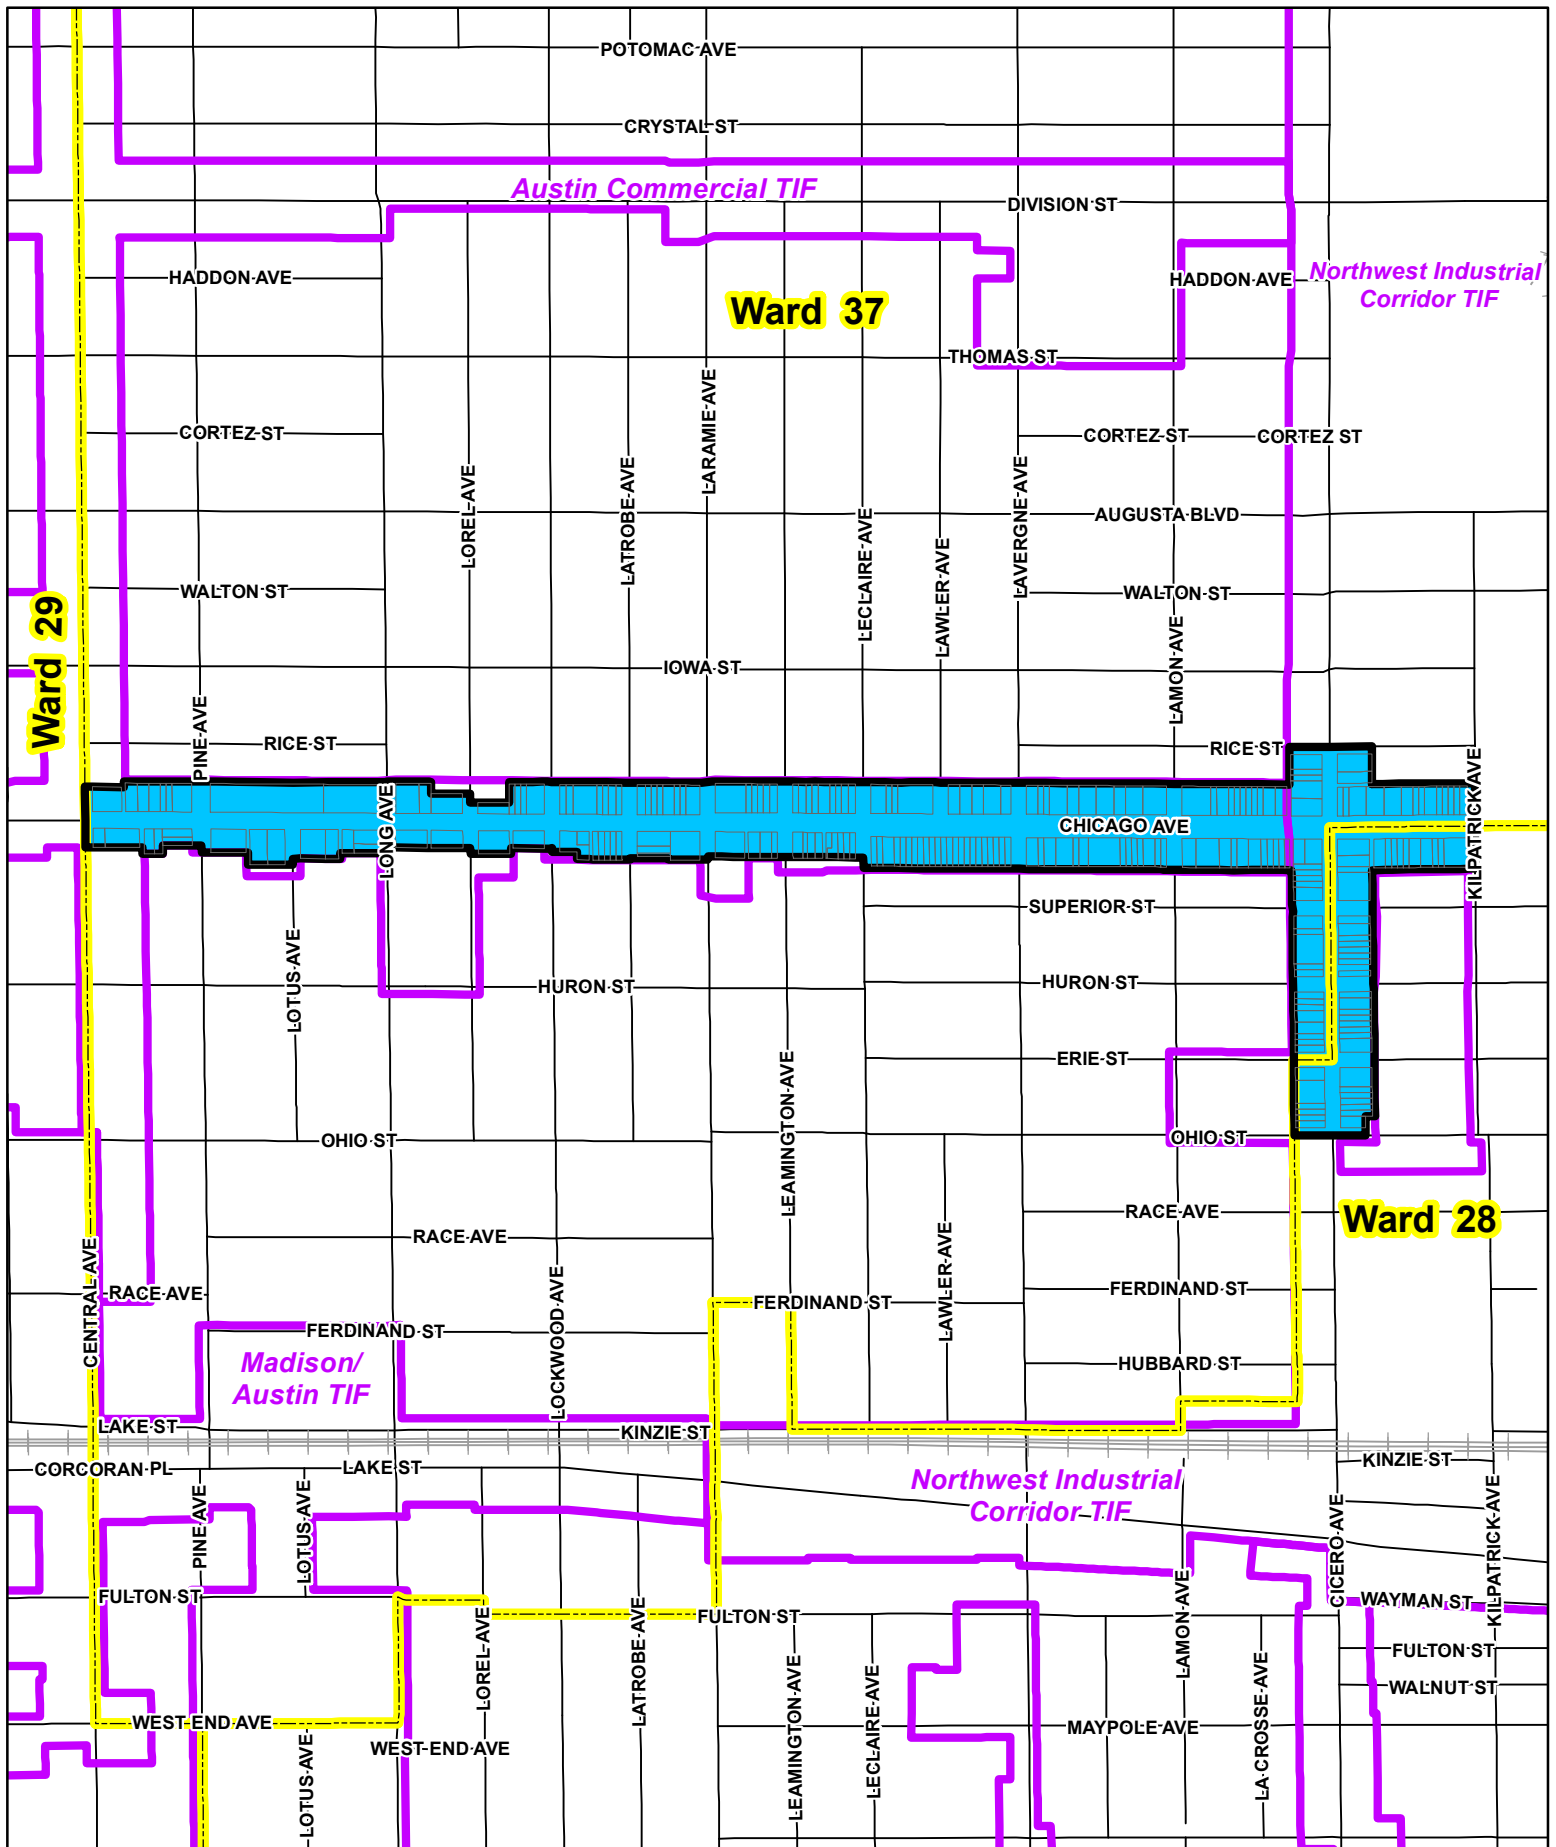 POTOMAC AVE
CRYSTAL ST
Austin Commercial TIF
DIVISION ST
HADDON AVE
HADDON AVE
Northwest Industrial
Corridor TIF
Ward 37
THOMAS ST
LARAMIE AVE
CORTEZ ST
CORTEZ ST
CORTEZ ST
LOREL AVE
LATROBE AVE
LECLAIRE AVE
LAWLER AVE
LAVERGNE AVE
AUGUSTA BLVD
WALTON ST
WALTON ST
Ward 29
IOWA ST
LAMON AVE
PINE AVE
RICE ST
RICE ST
LONG AVE
CHICAGO AVE
KILPATRICK AVE
SUPERIOR ST
LOTUS AVE
HURON ST
HURON ST
LEAMINGTON AVE
ERIE ST
OHIO ST
OHIO ST
RACE AVE
Ward 28
RACE AVE
CENTRAL AVE
RACE AVE
LOCKWOOD AVE
LAWLER AVE
FERDINAND ST
FERDINAND ST
FERDINAND ST
Madison/
Austin TIF
HUBBARD ST
LAKE ST
KINZIE ST
CORCORAN PL
LAKE ST
KINZIE ST
Northwest Industrial
Corridor TIF
PINE AVE
LOTUS AVE
CICERO AVE
KILPATRICK AVE
FULTON ST
WAYMAN ST
FULTON ST
LOREL AVE
LATROBE AVE
LAMON AVE
FULTON ST
WALNUT ST
LEAMINGTON AVE
LECLAIRE AVE
LA CROSSE AVE
WEST END AVE
MAYPOLE AVE
WEST END AVE
LOTUS AVE